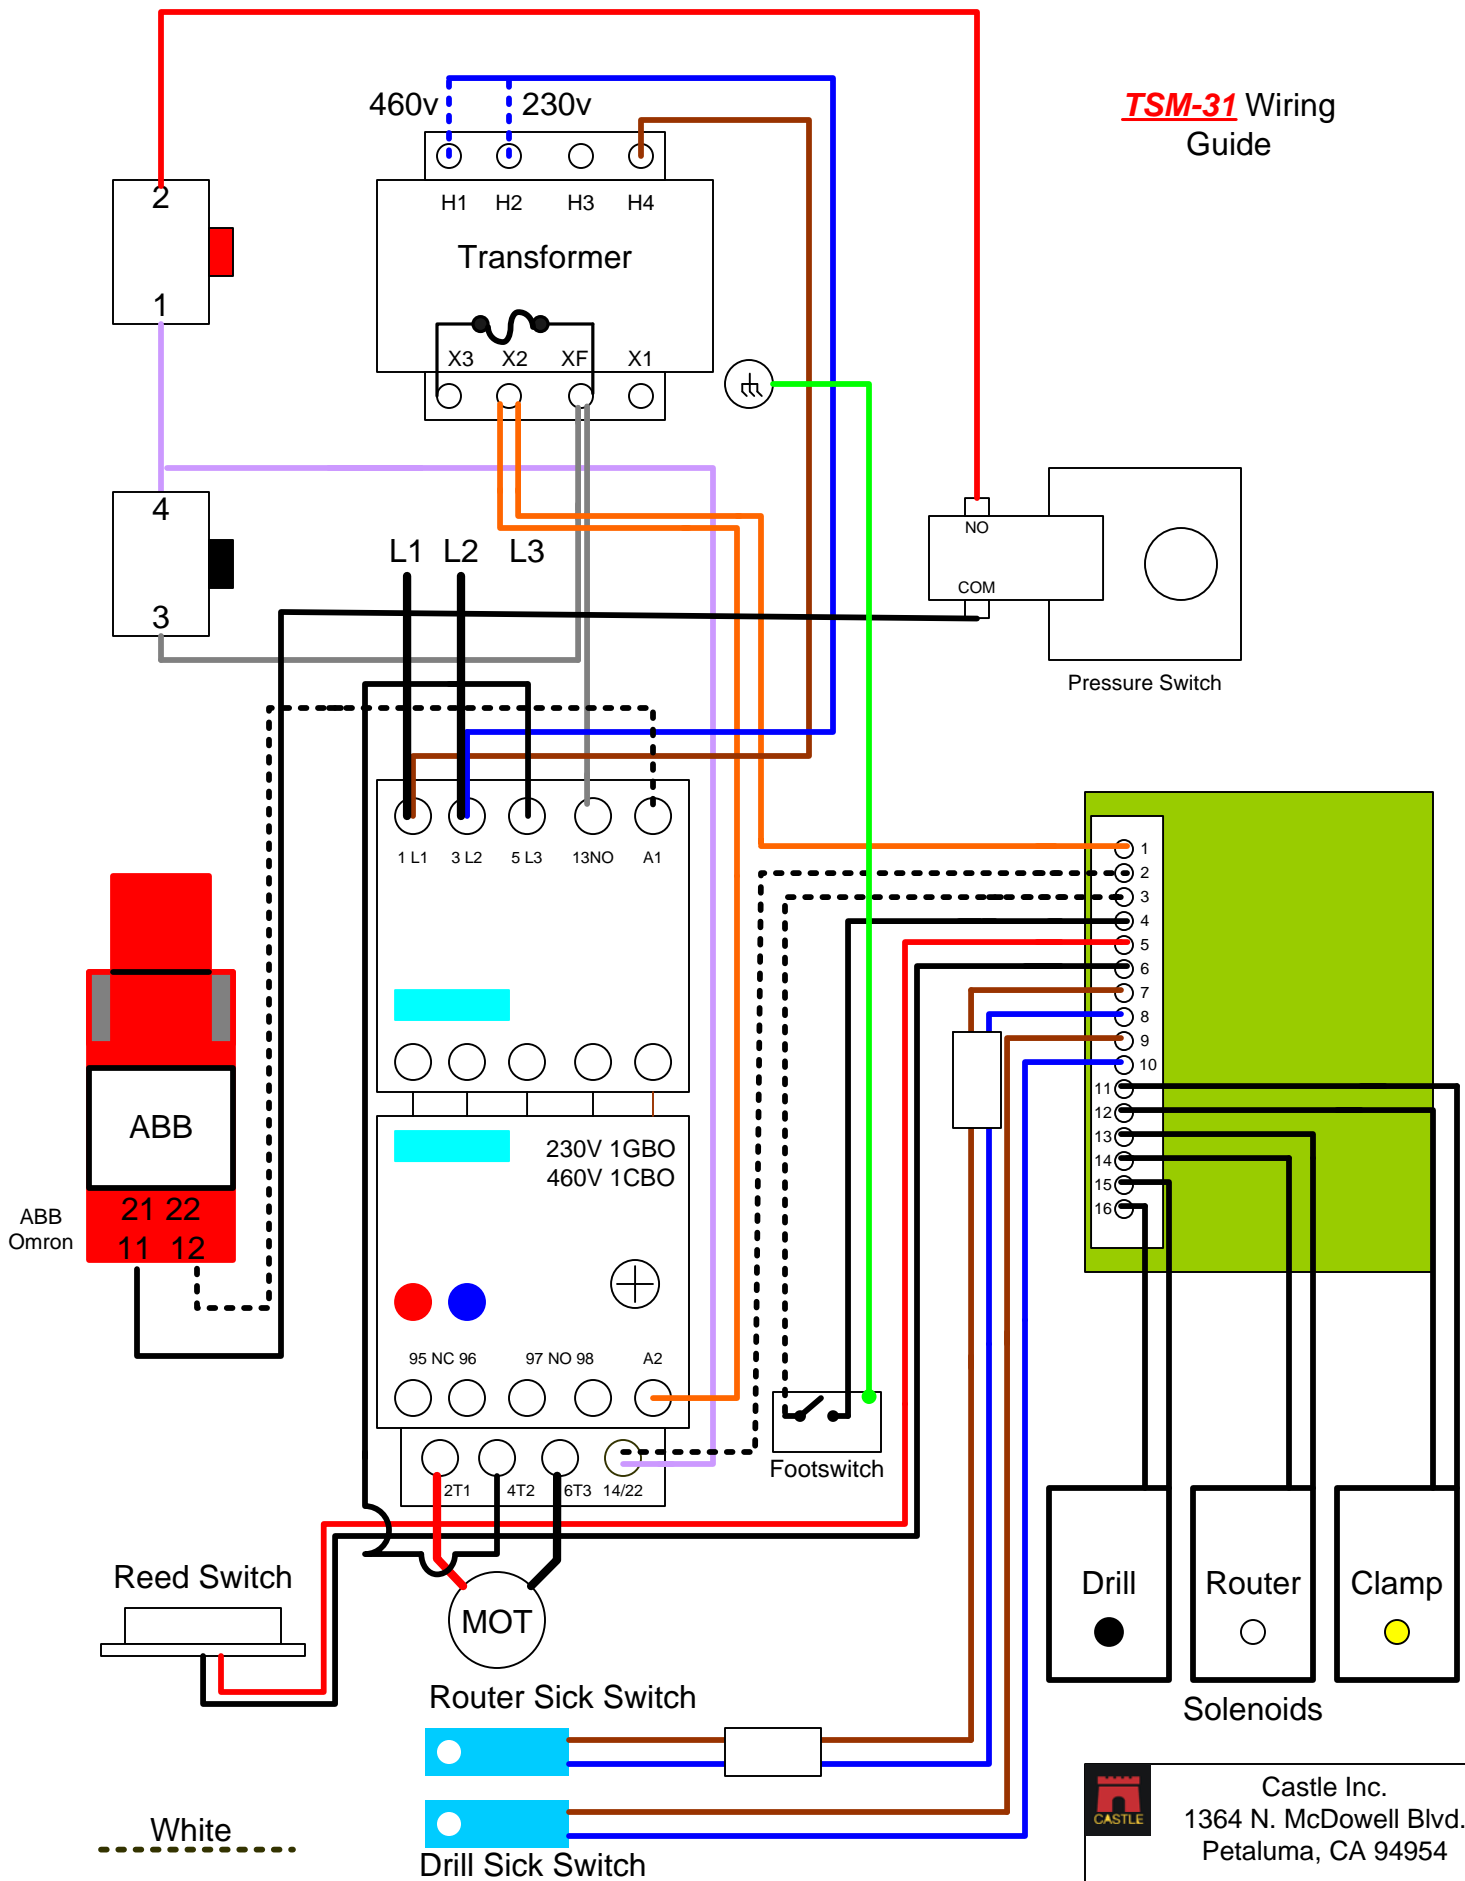 TSM-31 Wiring
Guide
460v 230v
H1 H2 H3 H4
Transformer
X3 X2 XF X1
2
1
4
3
L1 L2 L3
NO
COM
Pressure Switch
1 L1 3 L2 5 L3 13NO A1
1
2
3
4
5
6
7
8
9
10
11
12
13
14
15
16
ABB
21 22
11 12
ABB
Omron
230V 1GBO
460V 1CBO
95 NC 96 97 NO 98 A2
2T1 4T2 6T3 14/22
Footswitch
Reed Switch
MOT
Drill Router Clamp
Solenoids
Router Sick Switch
Drill Sick Switch
White
CASTLE
Castle Inc.
1364 N. McDowell Blvd.
Petaluma, CA 94954